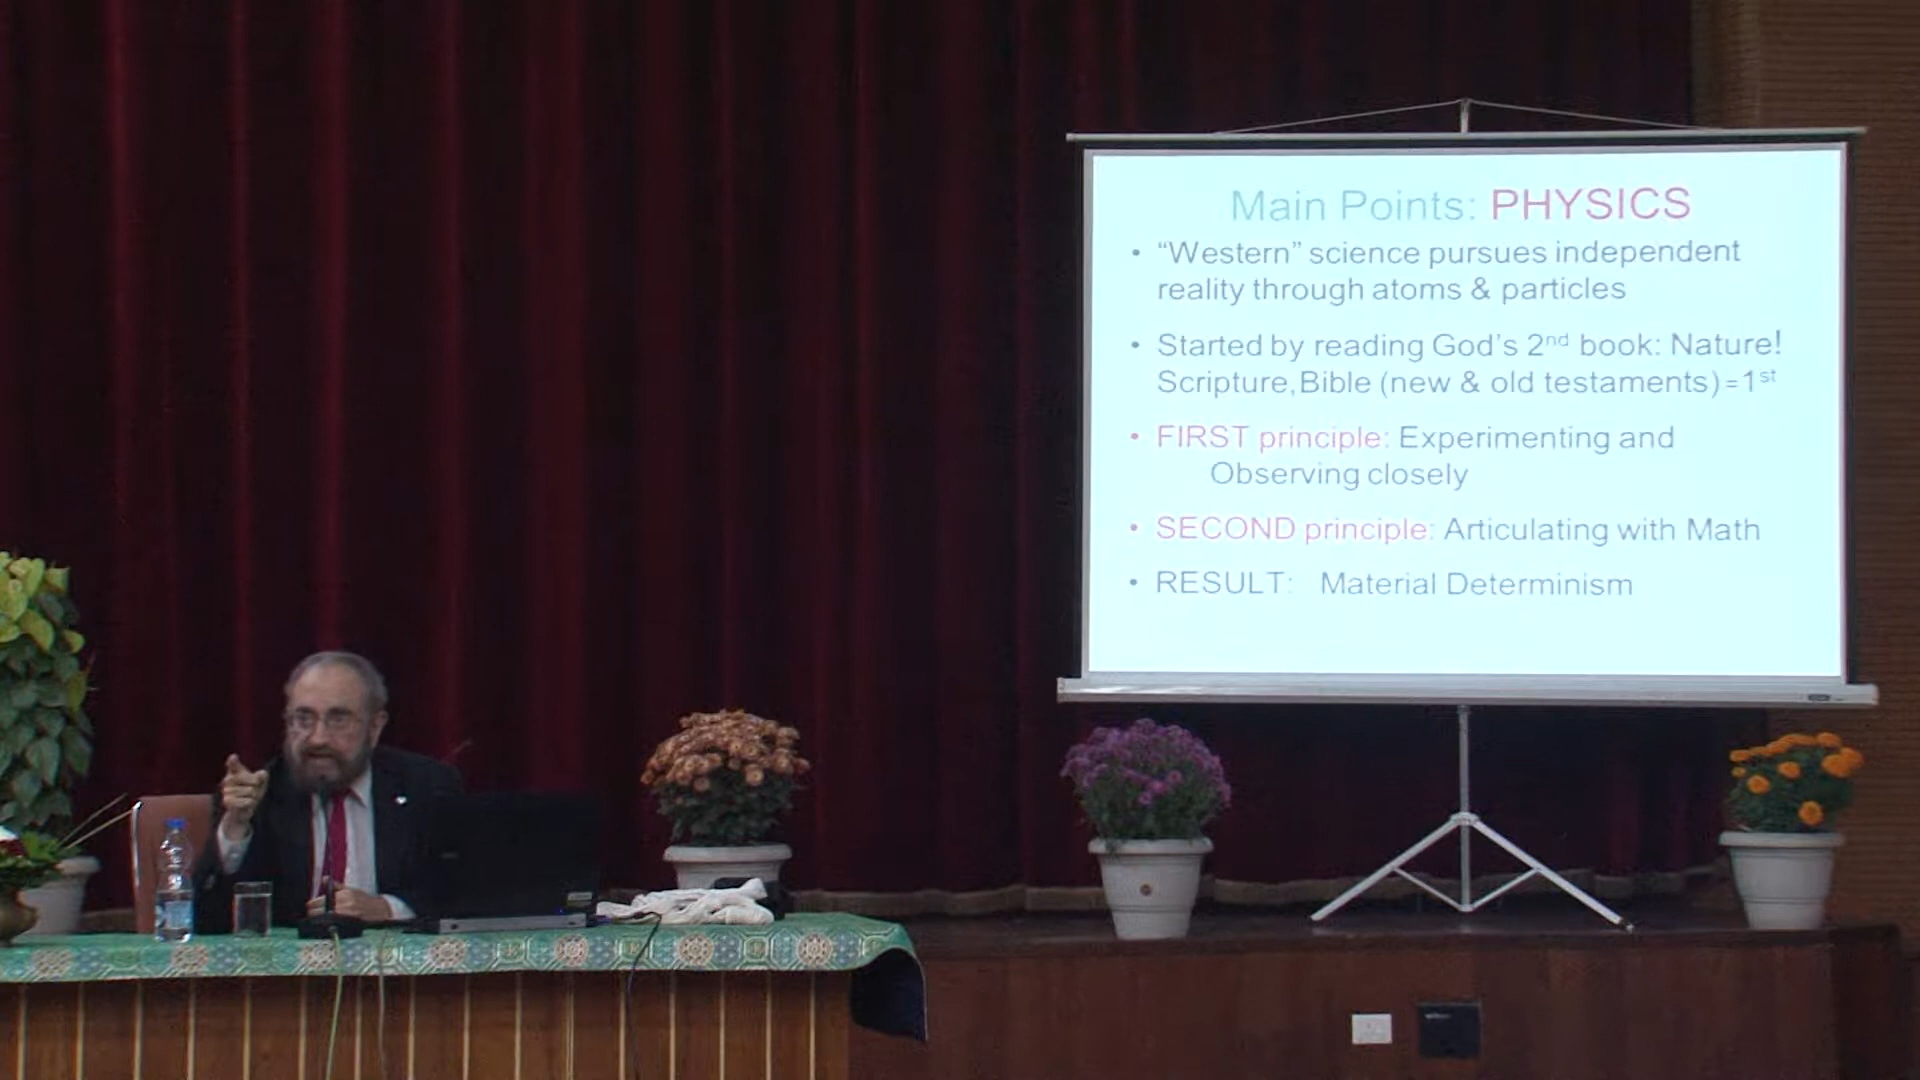 Main Points: PHYSICS
• “Western” science pursues independent
reality through atoms & particles
• Started by reading God’s 2nd book: Nature!
Scripture, Bible (new & old testaments) = 1st
• FIRST principle: Experimenting and
Observing closely
• SECOND principle: Articulating with Math
• RESULT: Material Determinism